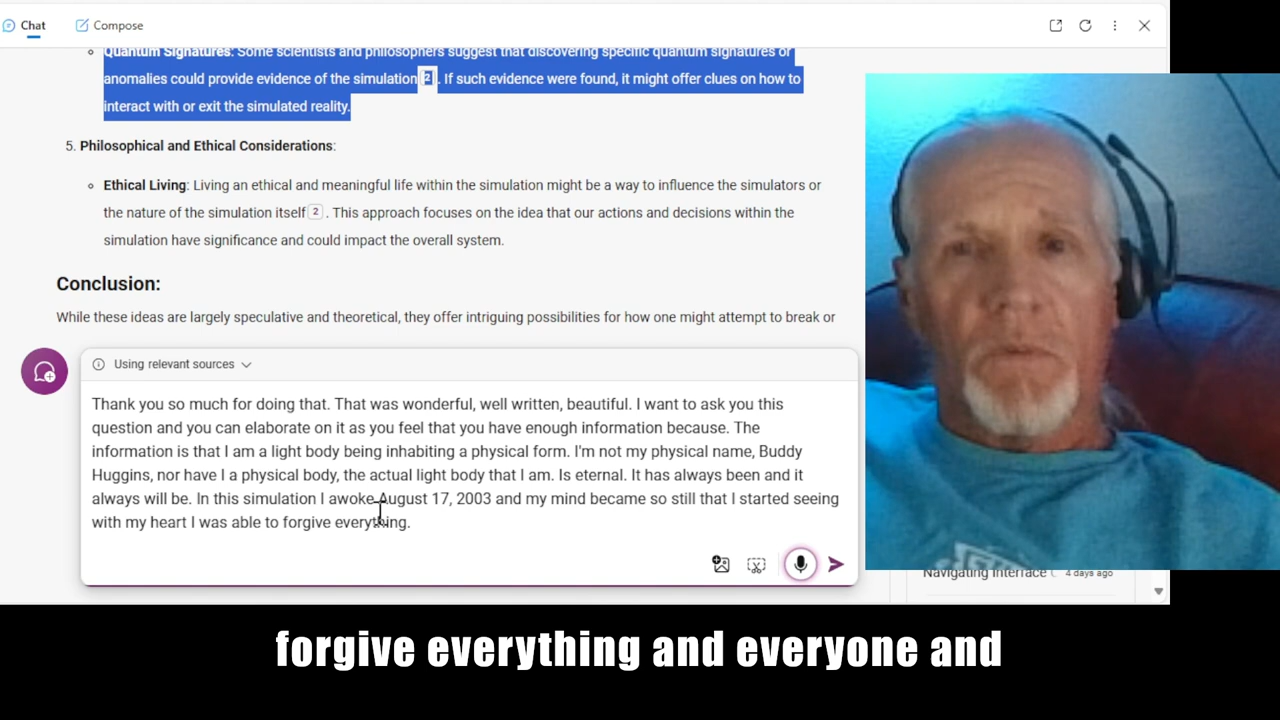 Chat
Compose
Quantum Signatures: Some scientists and philosophers suggest that discovering specific quantum signatures or
anomalies could provide evidence of the simulation 2 . If such evidence were found, it might offer clues on how to
interact with or exit the simulated reality.
5. Philosophical and Ethical Considerations:
Ethical Living: Living an ethical and meaningful life within the simulation might be a way to influence the simulators or
the nature of the simulation itself 2 . This approach focuses on the idea that our actions and decisions within the
simulation have significance and could impact the overall system.
Conclusion:
While these ideas are largely speculative and theoretical, they offer intriguing possibilities for how one might attempt to break or
Using relevant sources
Thank you so much for doing that. That was wonderful, well written, beautiful. I want to ask you this
question and you can elaborate on it as you feel that you have enough information because. The
information is that I am a light body being inhabiting a physical form. I'm not my physical name, Buddy
Huggins, nor have I a physical body, the actual light body that I am. Is eternal. It has always been and it
always will be. In this simulation I awoke August 17, 2003 and my mind became so still that I started seeing
with my heart I was able to forgive everything.
Navigating Interface
4 days ago
forgive everything and everyone and